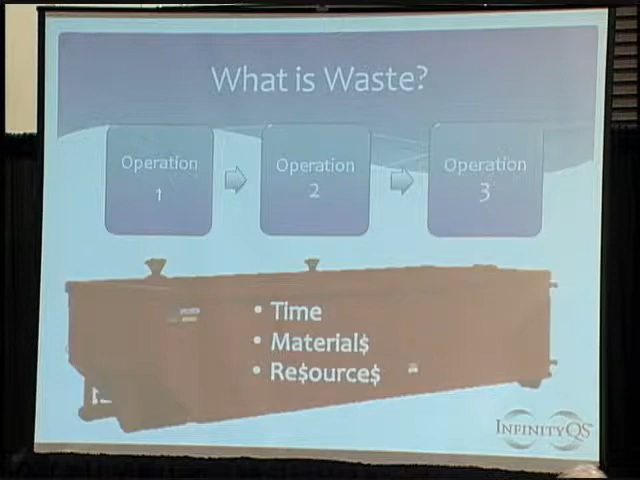 What is Waste?
Operation
1
Operation
2
Operation
3
• Time
• Material$
• Re$ource$
INFINITYQS